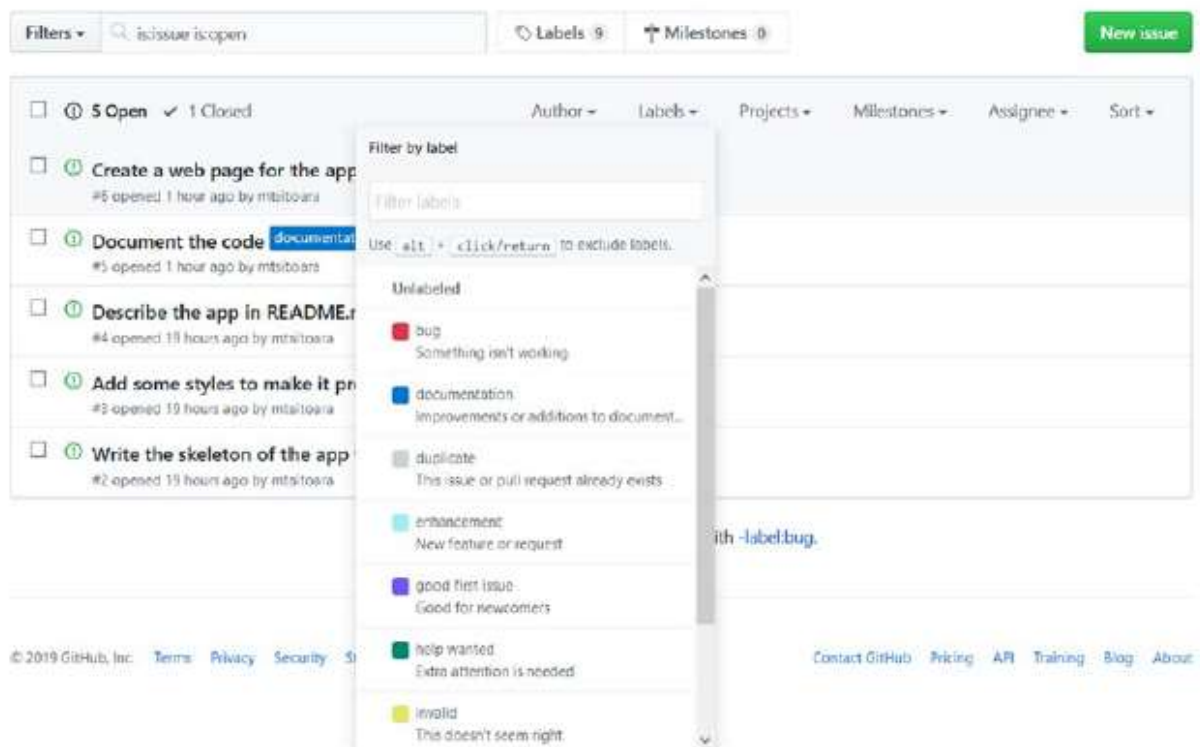 Filters
is:issue is:open
Labels 9
Milestones 0
New issue
5 Open
1 Closed
Author
Labels
Projects
Milestones
Assignee
Sort
Create a web page for the app
#6 opened 1 hour ago by mtsitoara
Document the code documentat
#5 opened 1 hour ago by mtsitoara
Describe the app in README.r
#4 opened 19 hours ago by mtsitoara
Add some styles to make it pre
#3 opened 19 hours ago by mtsitoara
Write the skeleton of the app
#2 opened 19 hours ago by mtsitoara
Filter by label
Filter labels
Use alt + click/return to exclude labels.
Unlabeled
bug
Something isn't working
documentation
Improvements or additions to document...
duplicate
This issue or pull request already exists
enhancement
New feature or request
good first issue
Good for newcomers
help wanted
Extra attention is needed
invalid
This doesn't seem right
ith -label:bug.
© 2019 GitHub, Inc. Terms Privacy Security
Contact GitHub Pricing API Training Blog About